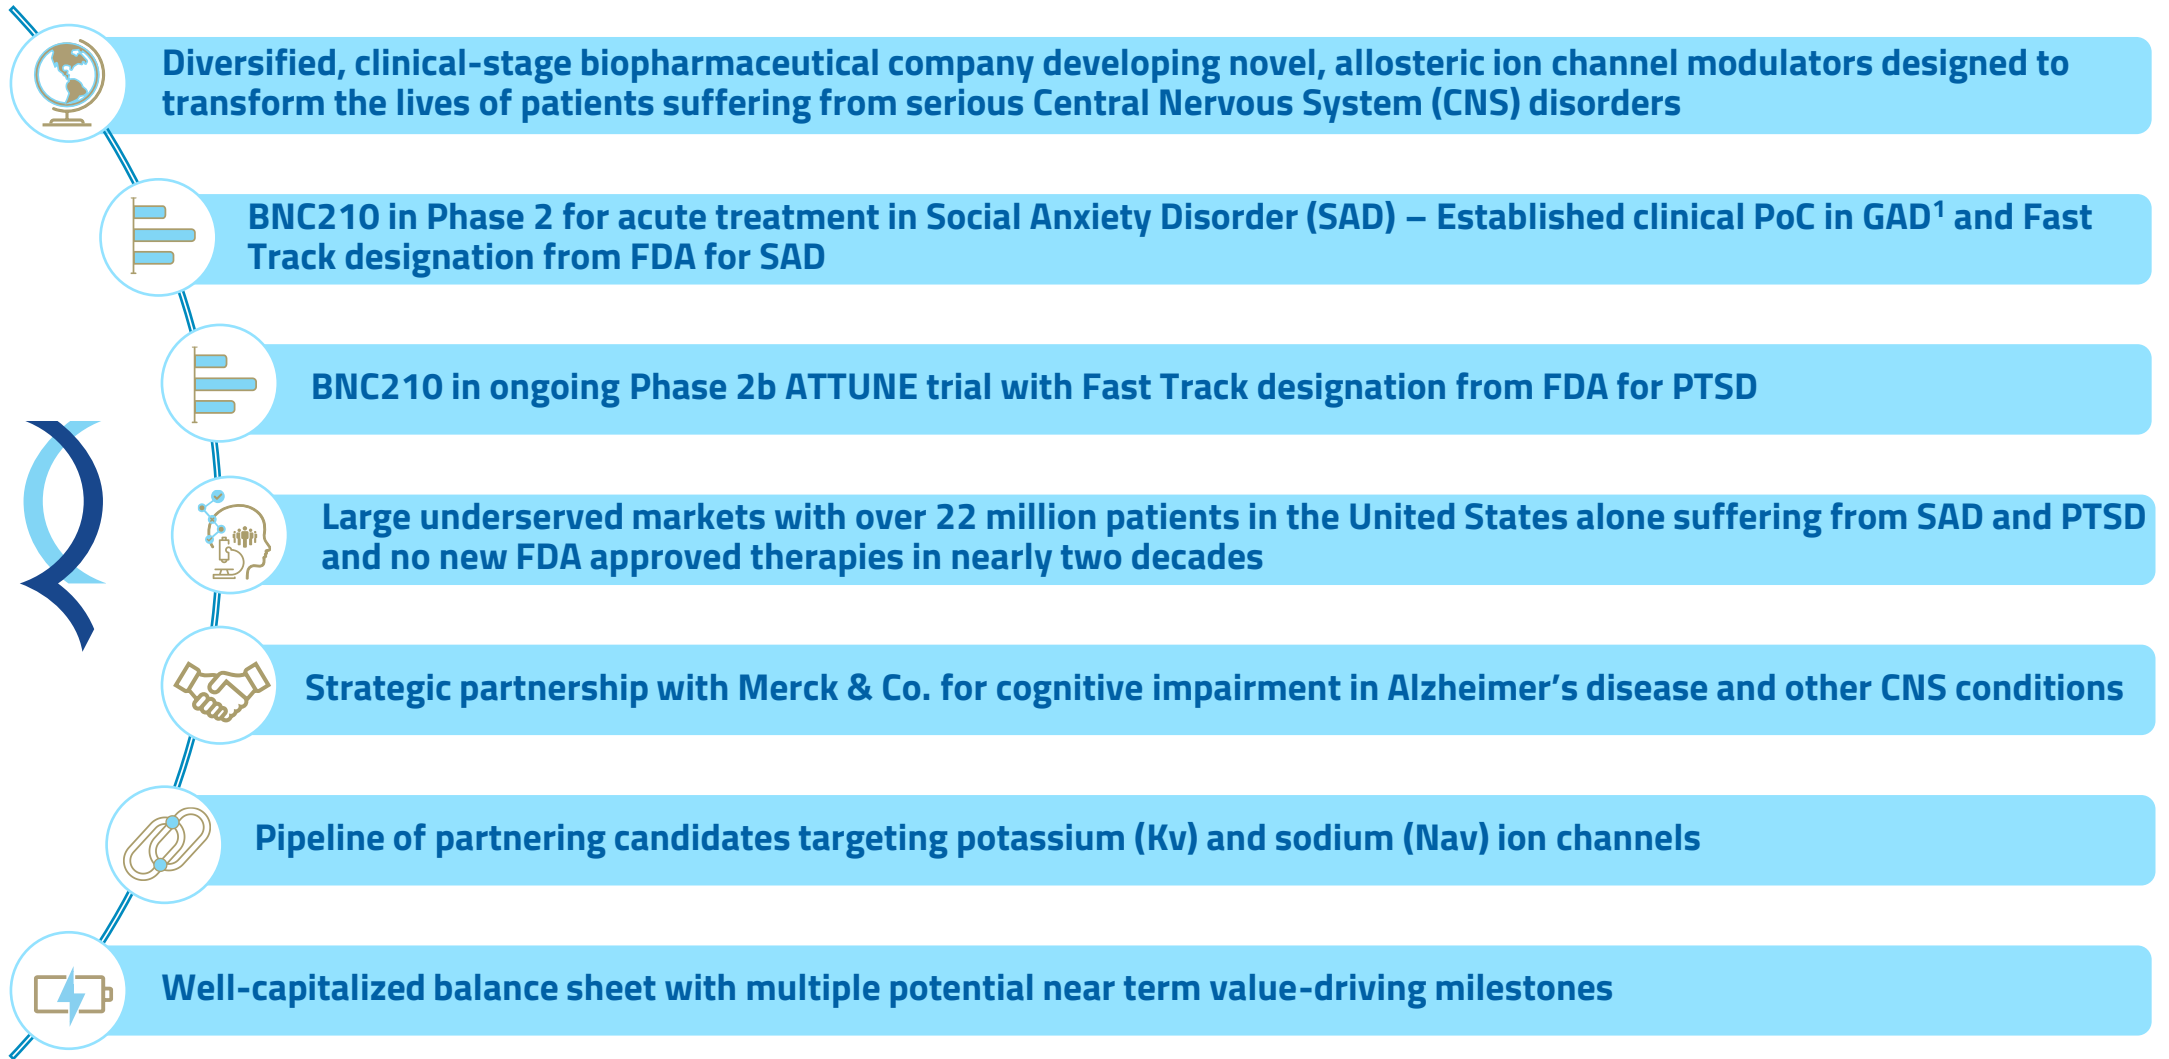 Diversified, clinical-stage biopharmaceutical company developing novel, allosteric ion channel modulators designed to
transform the lives of patients suffering from serious Central Nervous System (CNS) disorders
BNC210 in Phase 2 for acute treatment in Social Anxiety Disorder (SAD) – Established clinical PoC in GAD¹ and Fast
Track designation from FDA for SAD
BNC210 in ongoing Phase 2b ATTUNE trial with Fast Track designation from FDA for PTSD
Large underserved markets with over 22 million patients in the United States alone suffering from SAD and PTSD
and no new FDA approved therapies in nearly two decades
Strategic partnership with Merck & Co. for cognitive impairment in Alzheimer’s disease and other CNS conditions
Pipeline of partnering candidates targeting potassium (Kv) and sodium (Nav) ion channels
Well-capitalized balance sheet with multiple potential near term value-driving milestones